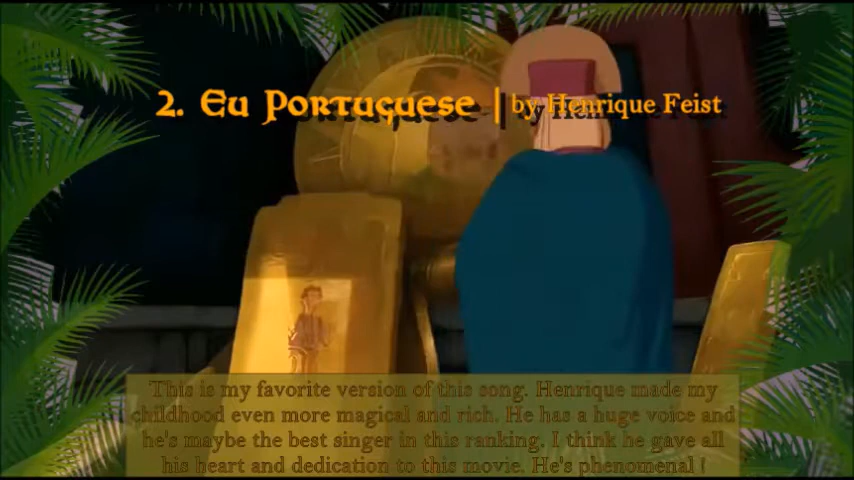 2. Eu Portuguese | by Henrique Feist
This is my favorite version of this song. Henrique made my
childhood even more magical and rich. He has a huge voice and
he's maybe the best singer in this ranking. I think he gave all
his heart and dedication to this movie. He's phenomenal !